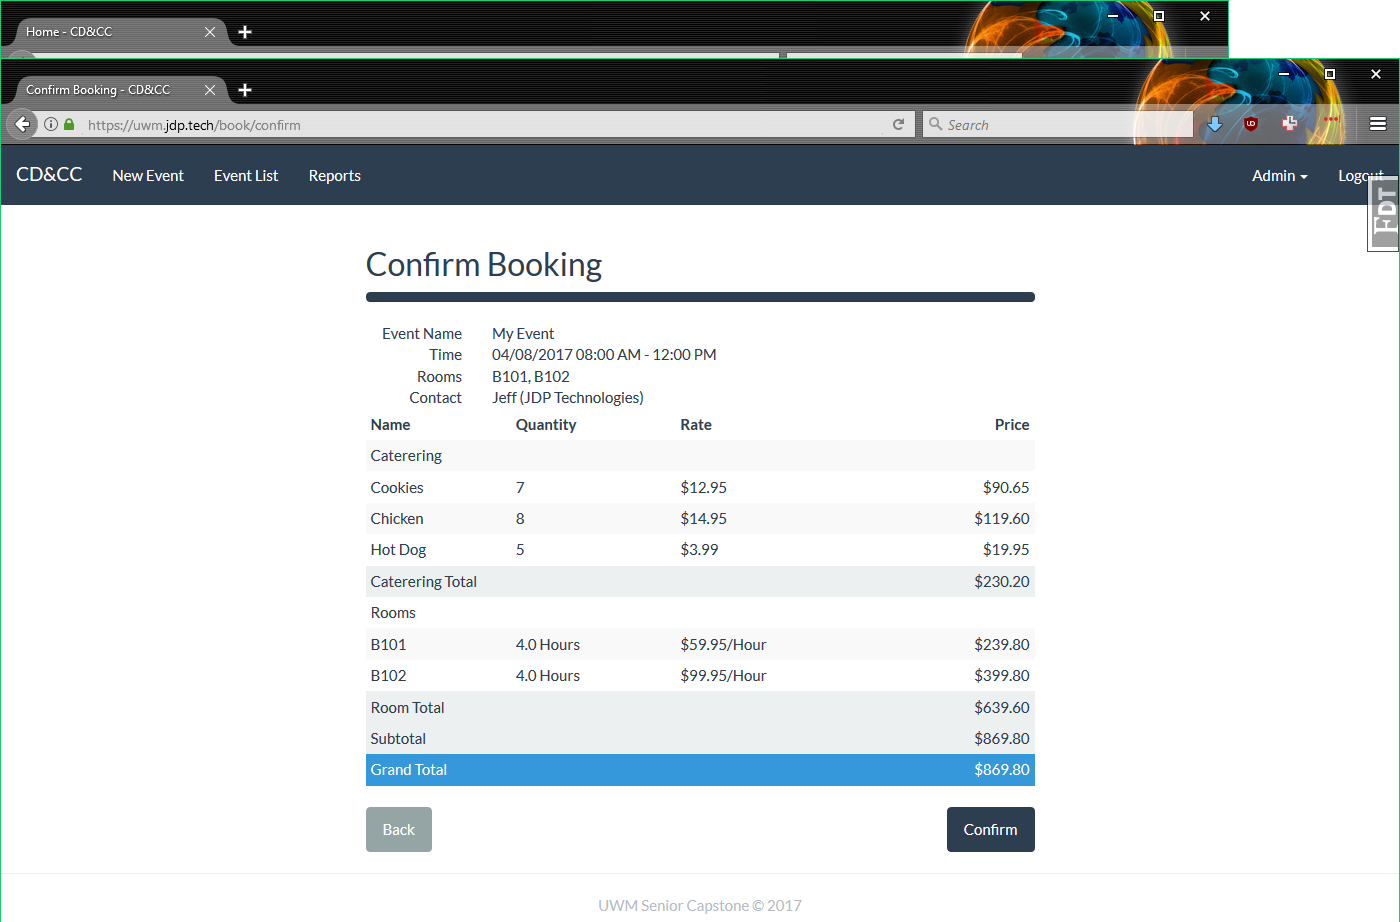 Home - CD&CC
Confirm Booking - CD&CC
https://uwm.jdp.tech/book/confirm
Search
CD&CC New Event Event List Reports Admin Logout
FDT
Confirm Booking
Event Name My Event
Time 04/08/2017 08:00 AM - 12:00 PM
Rooms B101, B102
Contact Jeff (JDP Technologies)
Name Quantity Rate Price
Caterering
Cookies 7 $12.95 $90.65
Chicken 8 $14.95 $119.60
Hot Dog 5 $3.99 $19.95
Caterering Total $230.20
Rooms
B101 4.0 Hours $59.95/Hour $239.80
B102 4.0 Hours $99.95/Hour $399.80
Room Total $639.60
Subtotal $869.80
Grand Total $869.80
Back Confirm
UWM Senior Capstone © 2017